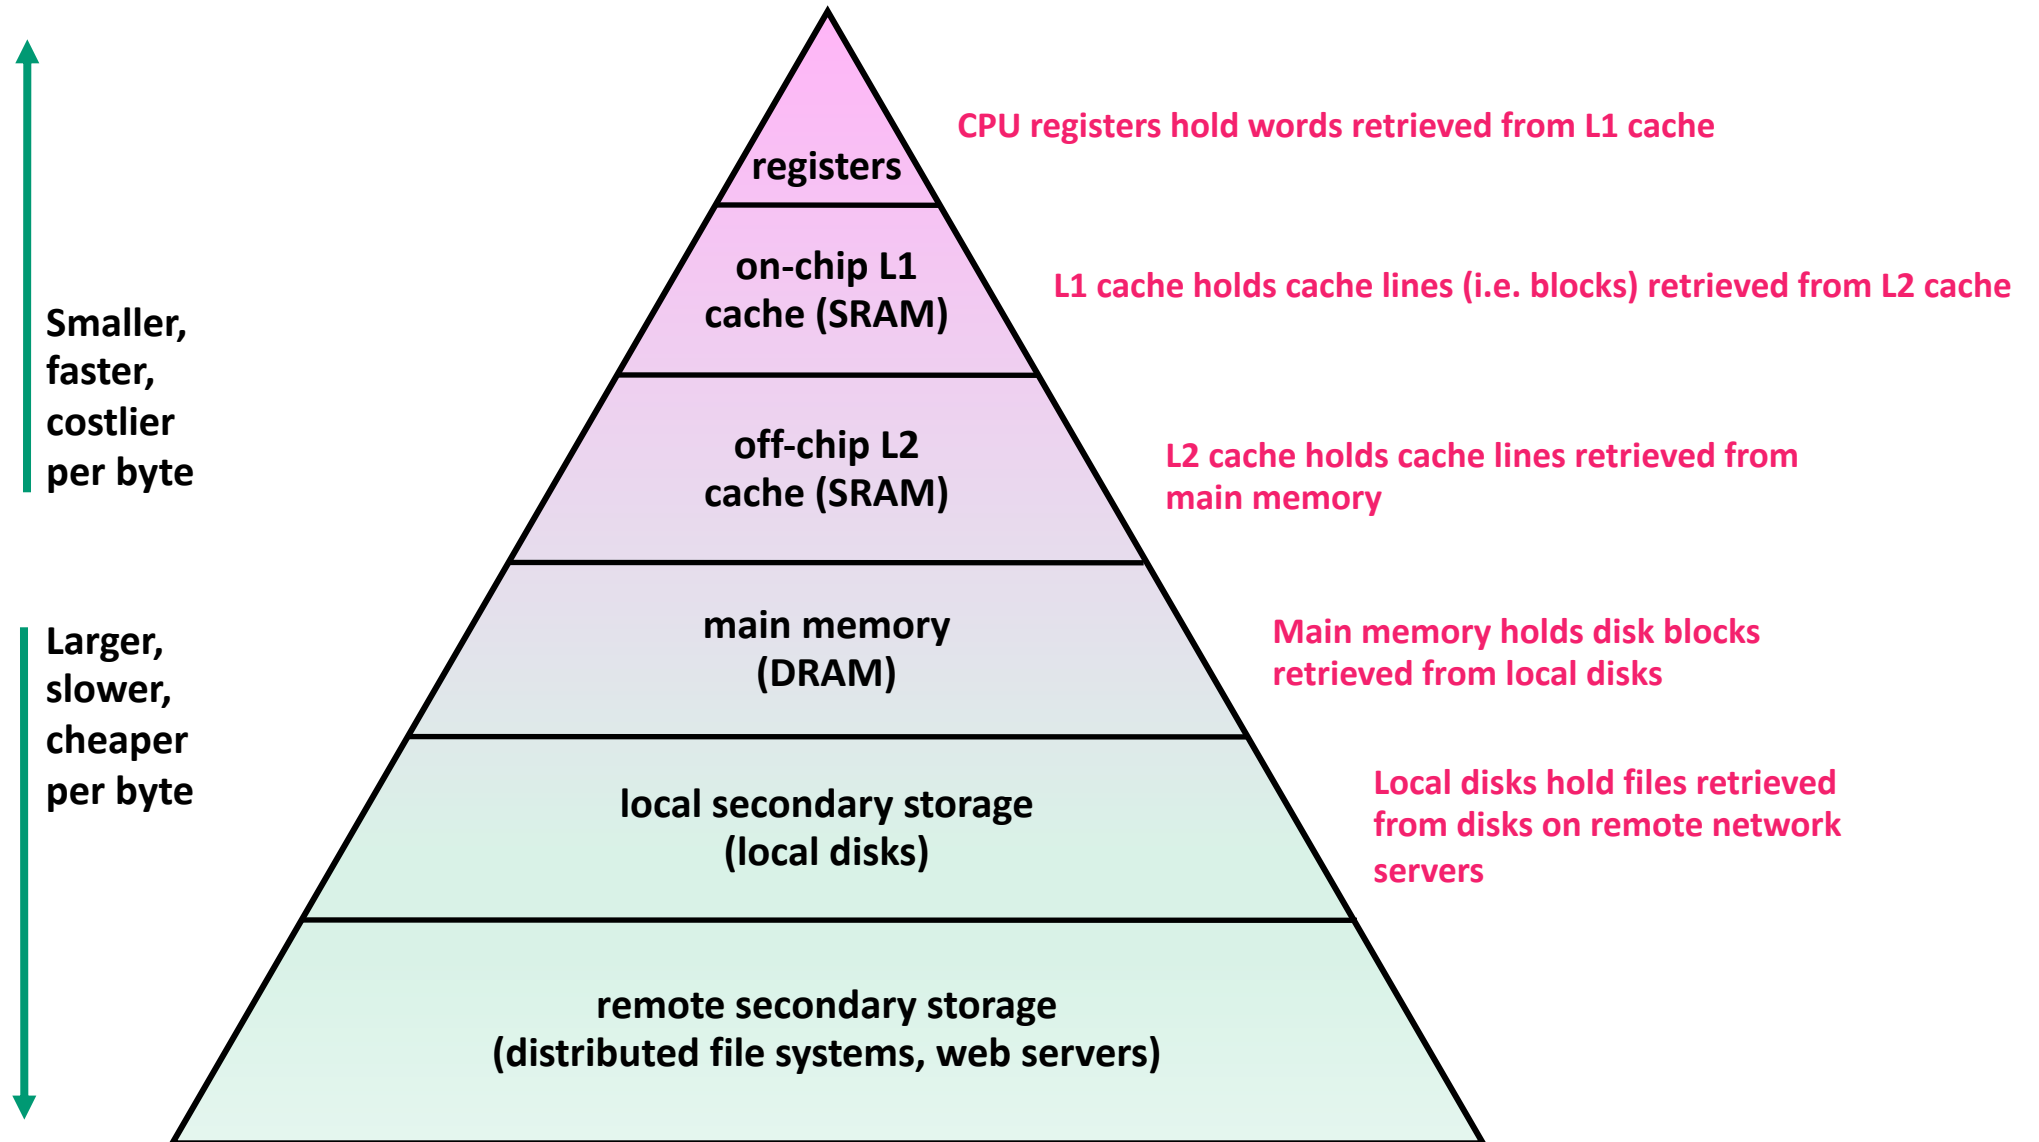 Smaller,
faster,
costlier
per byte
Larger,
slower,
cheaper
per byte
registers
on-chip L1
cache (SRAM)
off-chip L2
cache (SRAM)
main memory
(DRAM)
local secondary storage
(local disks)
remote secondary storage
(distributed file systems, web servers)
CPU registers hold words retrieved from L1 cache
L1 cache holds cache lines (i.e. blocks) retrieved from L2 cache
L2 cache holds cache lines retrieved from
main memory
Main memory holds disk blocks
retrieved from local disks
Local disks hold files retrieved
from disks on remote network
servers